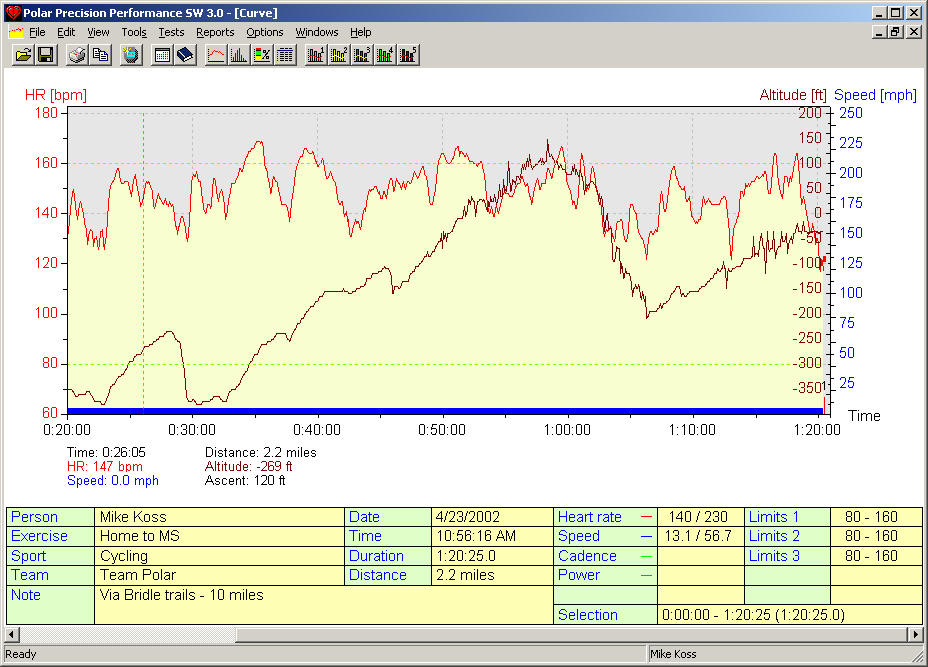 Polar Precision Performance SW 3.0 - [Curve]
File Edit View Tools Tests Reports Options Windows Help
HR [bpm] Altitude [ft] Speed [mph]
180 200 250
150 225
160 100 200
50 175
140 0
-50 150
120 -100 125
-150 100
100 -200
-250 75
80 -300 50
-350 25
60 Time
0:20:00 0:30:00 0:40:00 0:50:00 1:00:00 1:10:00 1:20:00
Time: 0:26:05 Distance: 2.2 miles
HR: 147 bpm Altitude: -269 ft
Speed: 0.0 mph Ascent: 120 ft
Person Mike Koss Date 4/23/2002 Heart rate 140 / 230 Limits 1 80 - 160
Exercise Home to MS Time 10:56:16 AM Speed 13.1 / 56.7 Limits 2 80 - 160
Sport Cycling Duration 1:20:25.0 Cadence Limits 3 80 - 160
Team Team Polar Distance 2.2 miles Power
Note Via Bridle trails - 10 miles
Selection 0:00:00 - 1:20:25 (1:20:25.0)
Ready Mike Koss